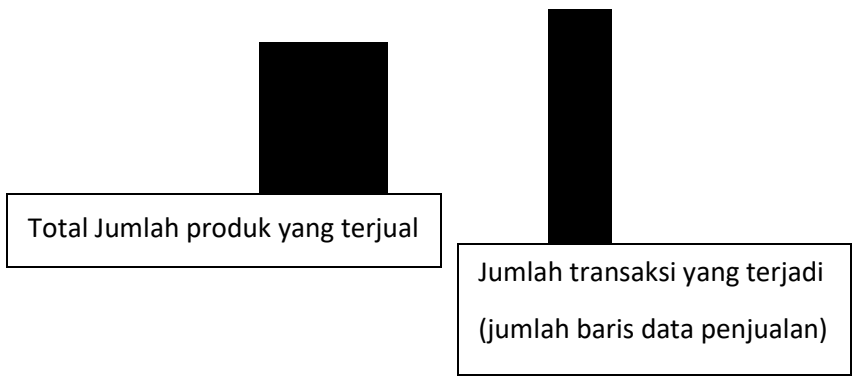 Total Jumlah produk yang terjual
Jumlah transaksi yang terjadi
(jumlah baris data penjualan)